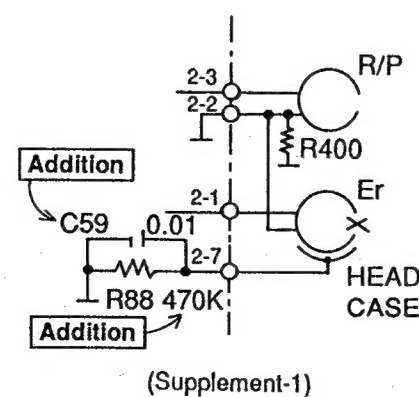 R/P
2-3
2-2
R400
Addition
Er
2-1
C59 0.01
2-7
HEAD
CASE
R88 470K
Addition
(Supplement-1)